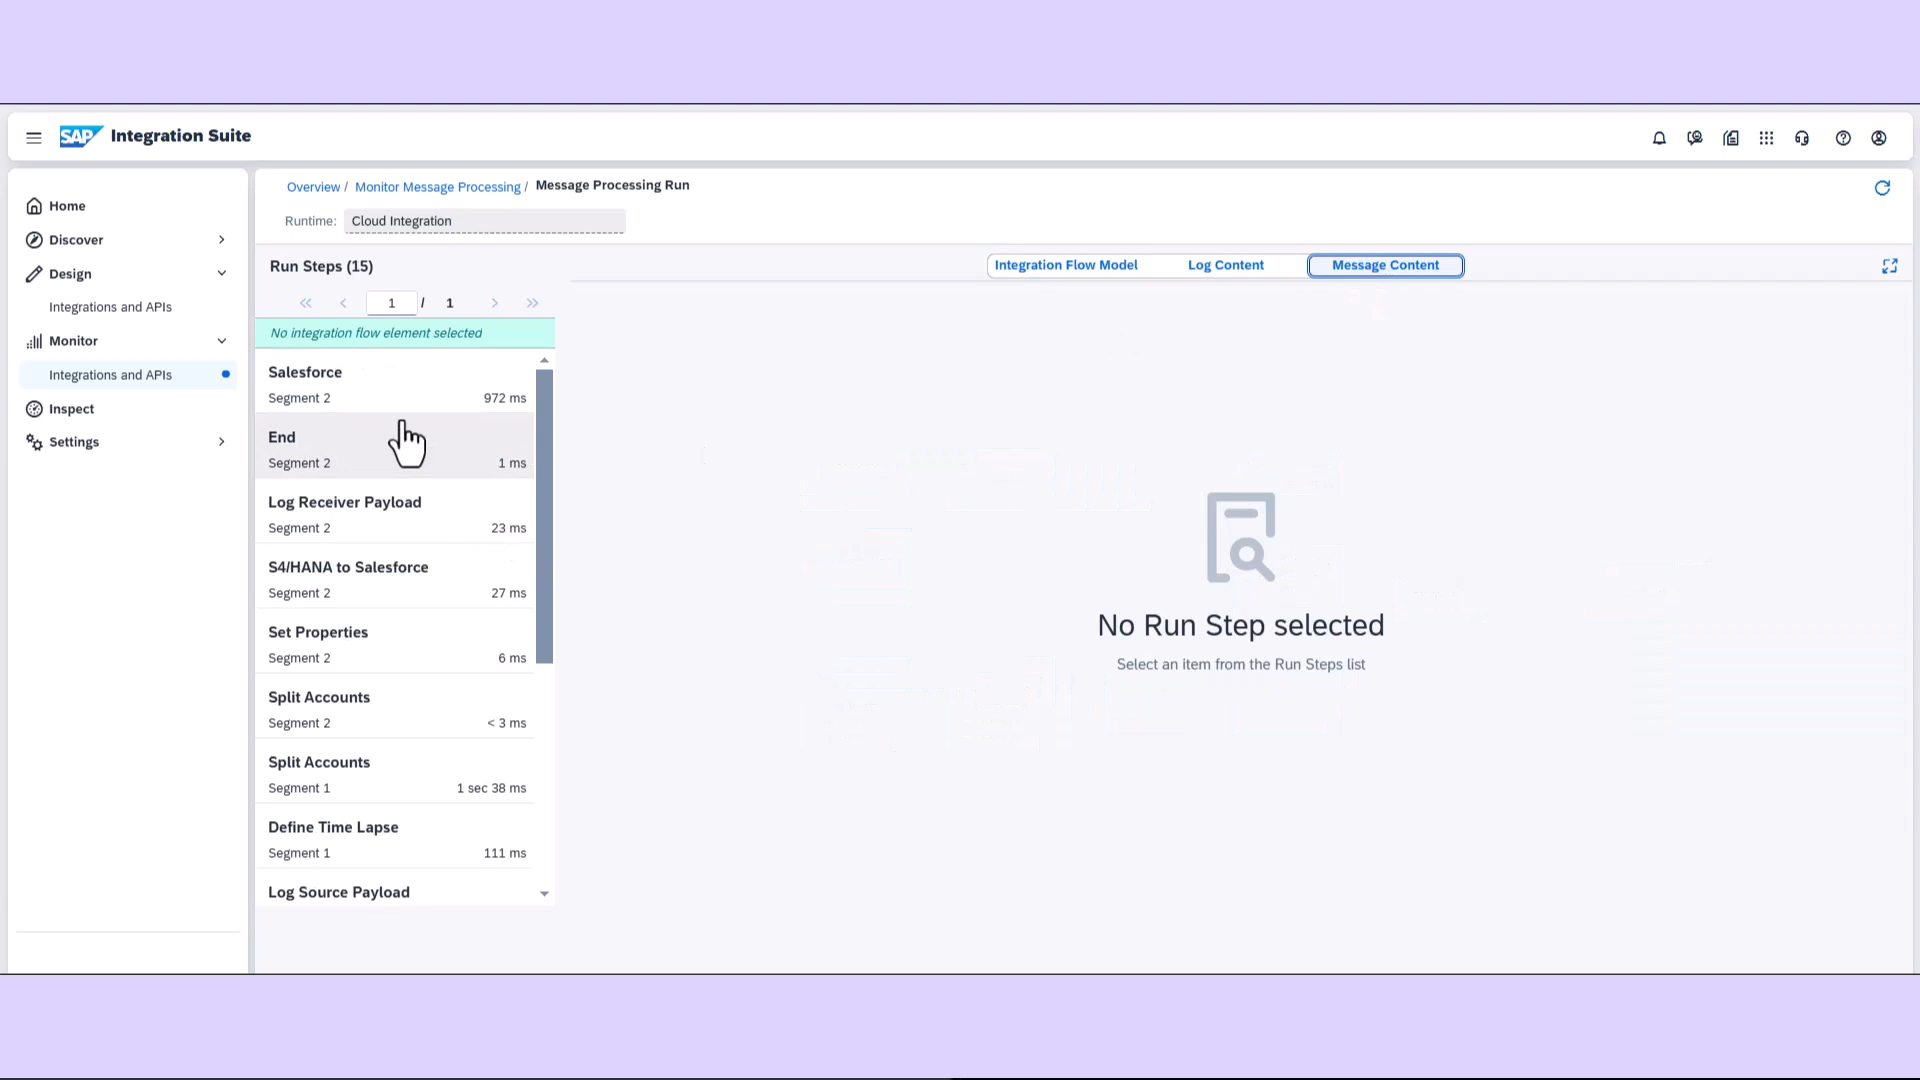 SAP Integration Suite
Home
Discover
Design
Integrations and APIs
Monitor
Integrations and APIs
Inspect
Settings
Overview / Monitor Message Processing / Message Processing Run
Runtime: Cloud Integration
Run Steps (15)
1 / 1
No integration flow element selected
Salesforce
Segment 2 972 ms
End
Segment 2 1 ms
Log Receiver Payload
Segment 2 23 ms
S4/HANA to Salesforce
Segment 2 27 ms
Set Properties
Segment 2 6 ms
Split Accounts
Segment 2 < 3 ms
Split Accounts
Segment 1 1 sec 38 ms
Define Time Lapse
Segment 1 111 ms
Log Source Payload
Integration Flow Model Log Content Message Content
No Run Step selected
Select an item from the Run Steps list